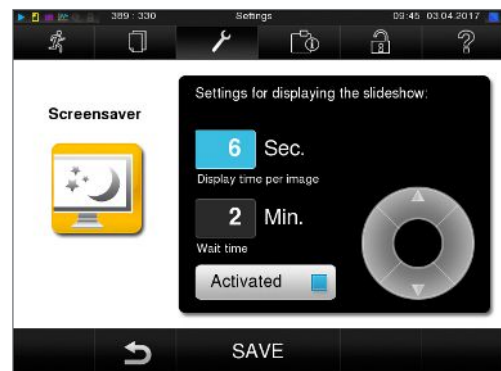 389 : 330 Settings 09:45 03.04.2017
Screensaver
Settings for displaying the slideshow:
6 Sec.
Display time per image
2 Min.
Wait time
Activated
SAVE